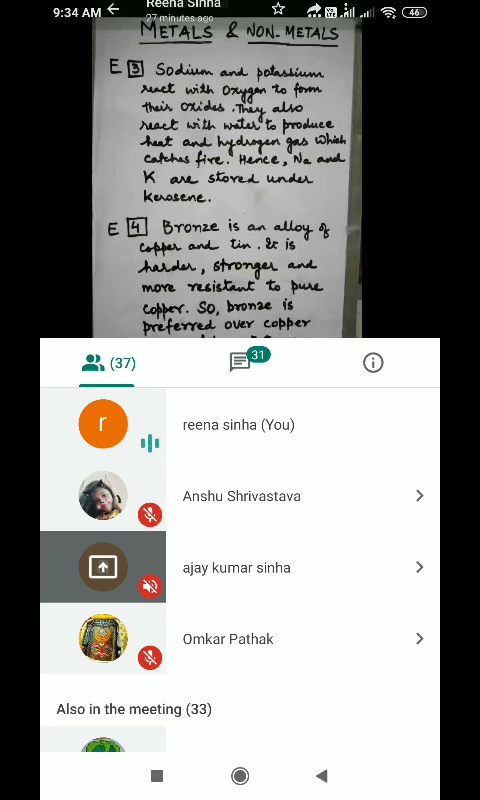 9:34 AM
Reena Sinha
46
27 minutes ago
METALS & NON-METALS
E 3 Sodium and potassium
react with oxygen to form
their oxides. They also
react with water to produce
heat and hydrogen gas which
catches fire. Hence, Na and
K are stored under
kerosene.
E 4 Bronze is an alloy of
copper and tin. It is
harder, stronger and
more resistant to pure
copper. So, bronze is
preferred over copper
(37)
31
r
reena sinha (You)
Anshu Shrivastava
ajay kumar sinha
Omkar Pathak
Also in the meeting (33)